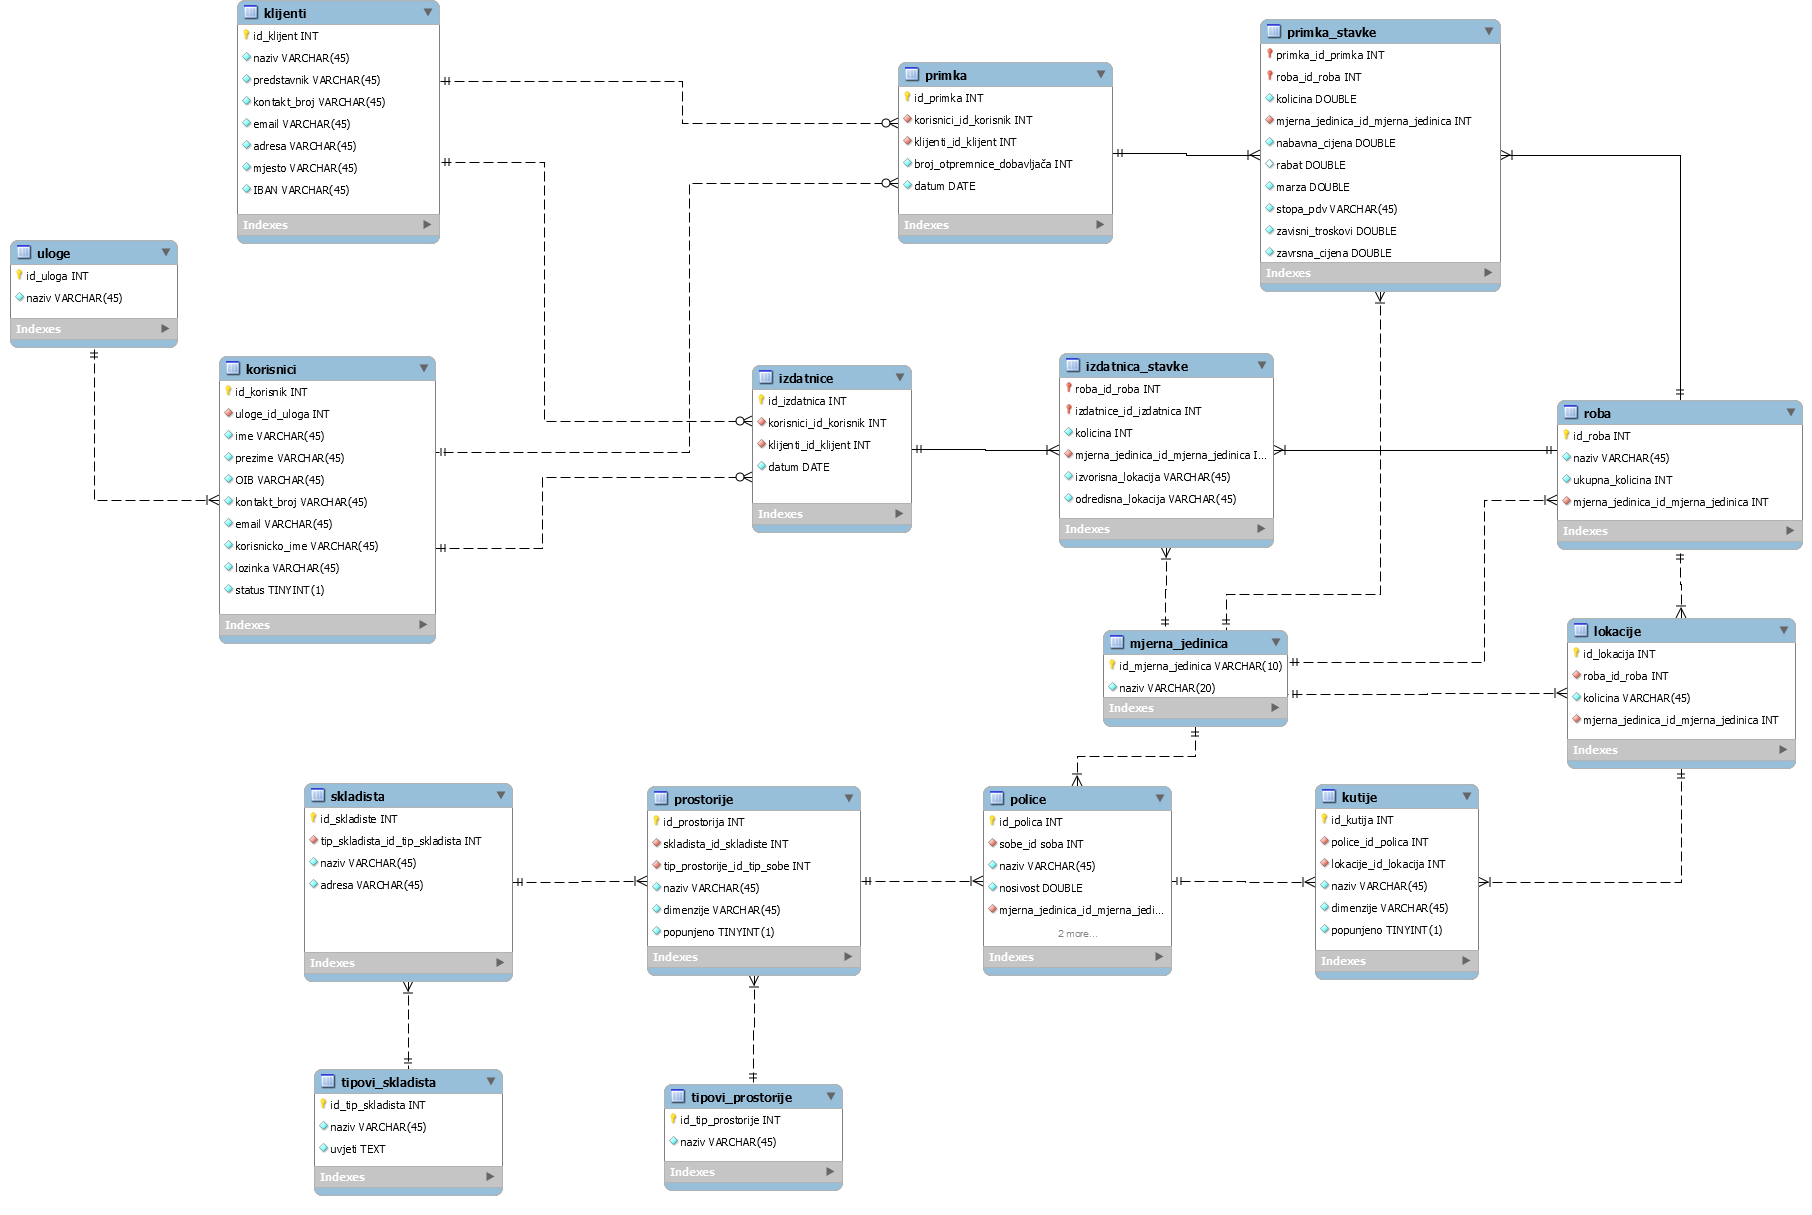 klijenti
id_klijent INT
naziv VARCHAR(45)
predstavnik VARCHAR(45)
kontakt_broj VARCHAR(45)
email VARCHAR(45)
adresa VARCHAR(45)
mjesto VARCHAR(45)
IBAN VARCHAR(45)
Indexes
primka
id_primka INT
korisnici_id_korisnik INT
klijenti_id_klijent INT
broj_otpremnice_dobavljača INT
datum DATE
Indexes
primka_stavke
primka_id_primka INT
roba_id_roba INT
kolicina DOUBLE
mjerna_jedinica_id_mjerna_jedinica INT
nabavna_cijena DOUBLE
rabat DOUBLE
marza DOUBLE
stopa_pdv VARCHAR(45)
zavisni_troskovi DOUBLE
zavrsna_cijena DOUBLE
Indexes
uloge
id_uloga INT
naziv VARCHAR(45)
Indexes
korisnici
id_korisnik INT
uloge_id_uloga INT
ime VARCHAR(45)
prezime VARCHAR(45)
OIB VARCHAR(45)
kontakt_broj VARCHAR(45)
email VARCHAR(45)
korisnicko_ime VARCHAR(45)
lozinka VARCHAR(45)
status TINYINT(1)
Indexes
izdatnice
id_izdatnica INT
korisnici_id_korisnik INT
klijenti_id_klijent INT
datum DATE
Indexes
izdatnica_stavke
roba_id_roba INT
izdatnice_id_izdatnica INT
kolicina INT
mjerna_jedinica_id_mjerna_jedinica I...
izvorisna_lokacija VARCHAR(45)
odredisna_lokacija VARCHAR(45)
Indexes
roba
id_roba INT
naziv VARCHAR(45)
ukupna_kolicina INT
mjerna_jedinica_id_mjerna_jedinica INT
Indexes
mjerna_jedinica
id_mjerna_jedinica VARCHAR(10)
naziv VARCHAR(20)
Indexes
lokacije
id_lokacija INT
roba_id_roba INT
kolicina VARCHAR(45)
mjerna_jedinica_id_mjerna_jedinica INT
Indexes
skladista
id_skladiste INT
tip_skladista_id_tip_skladista INT
naziv VARCHAR(45)
adresa VARCHAR(45)
Indexes
prostorije
id_prostorija INT
skladista_id_skladiste INT
tip_prostorije_id_tip_sobe INT
naziv VARCHAR(45)
dimenzije VARCHAR(45)
popunjeno TINYINT(1)
Indexes
police
id_polica INT
sobe_id soba INT
naziv VARCHAR(45)
nosivost DOUBLE
mjerna_jedinica_id_mjerna_jedi...
2 more...
Indexes
kutije
id_kutija INT
police_id_polica INT
lokacije_id_lokacija INT
naziv VARCHAR(45)
dimenzije VARCHAR(45)
popunjeno TINYINT(1)
Indexes
tipovi_skladista
id_tip_skladista INT
naziv VARCHAR(45)
uvjeti TEXT
Indexes
tipovi_prostorije
id_tip_prostorije INT
naziv VARCHAR(45)
Indexes